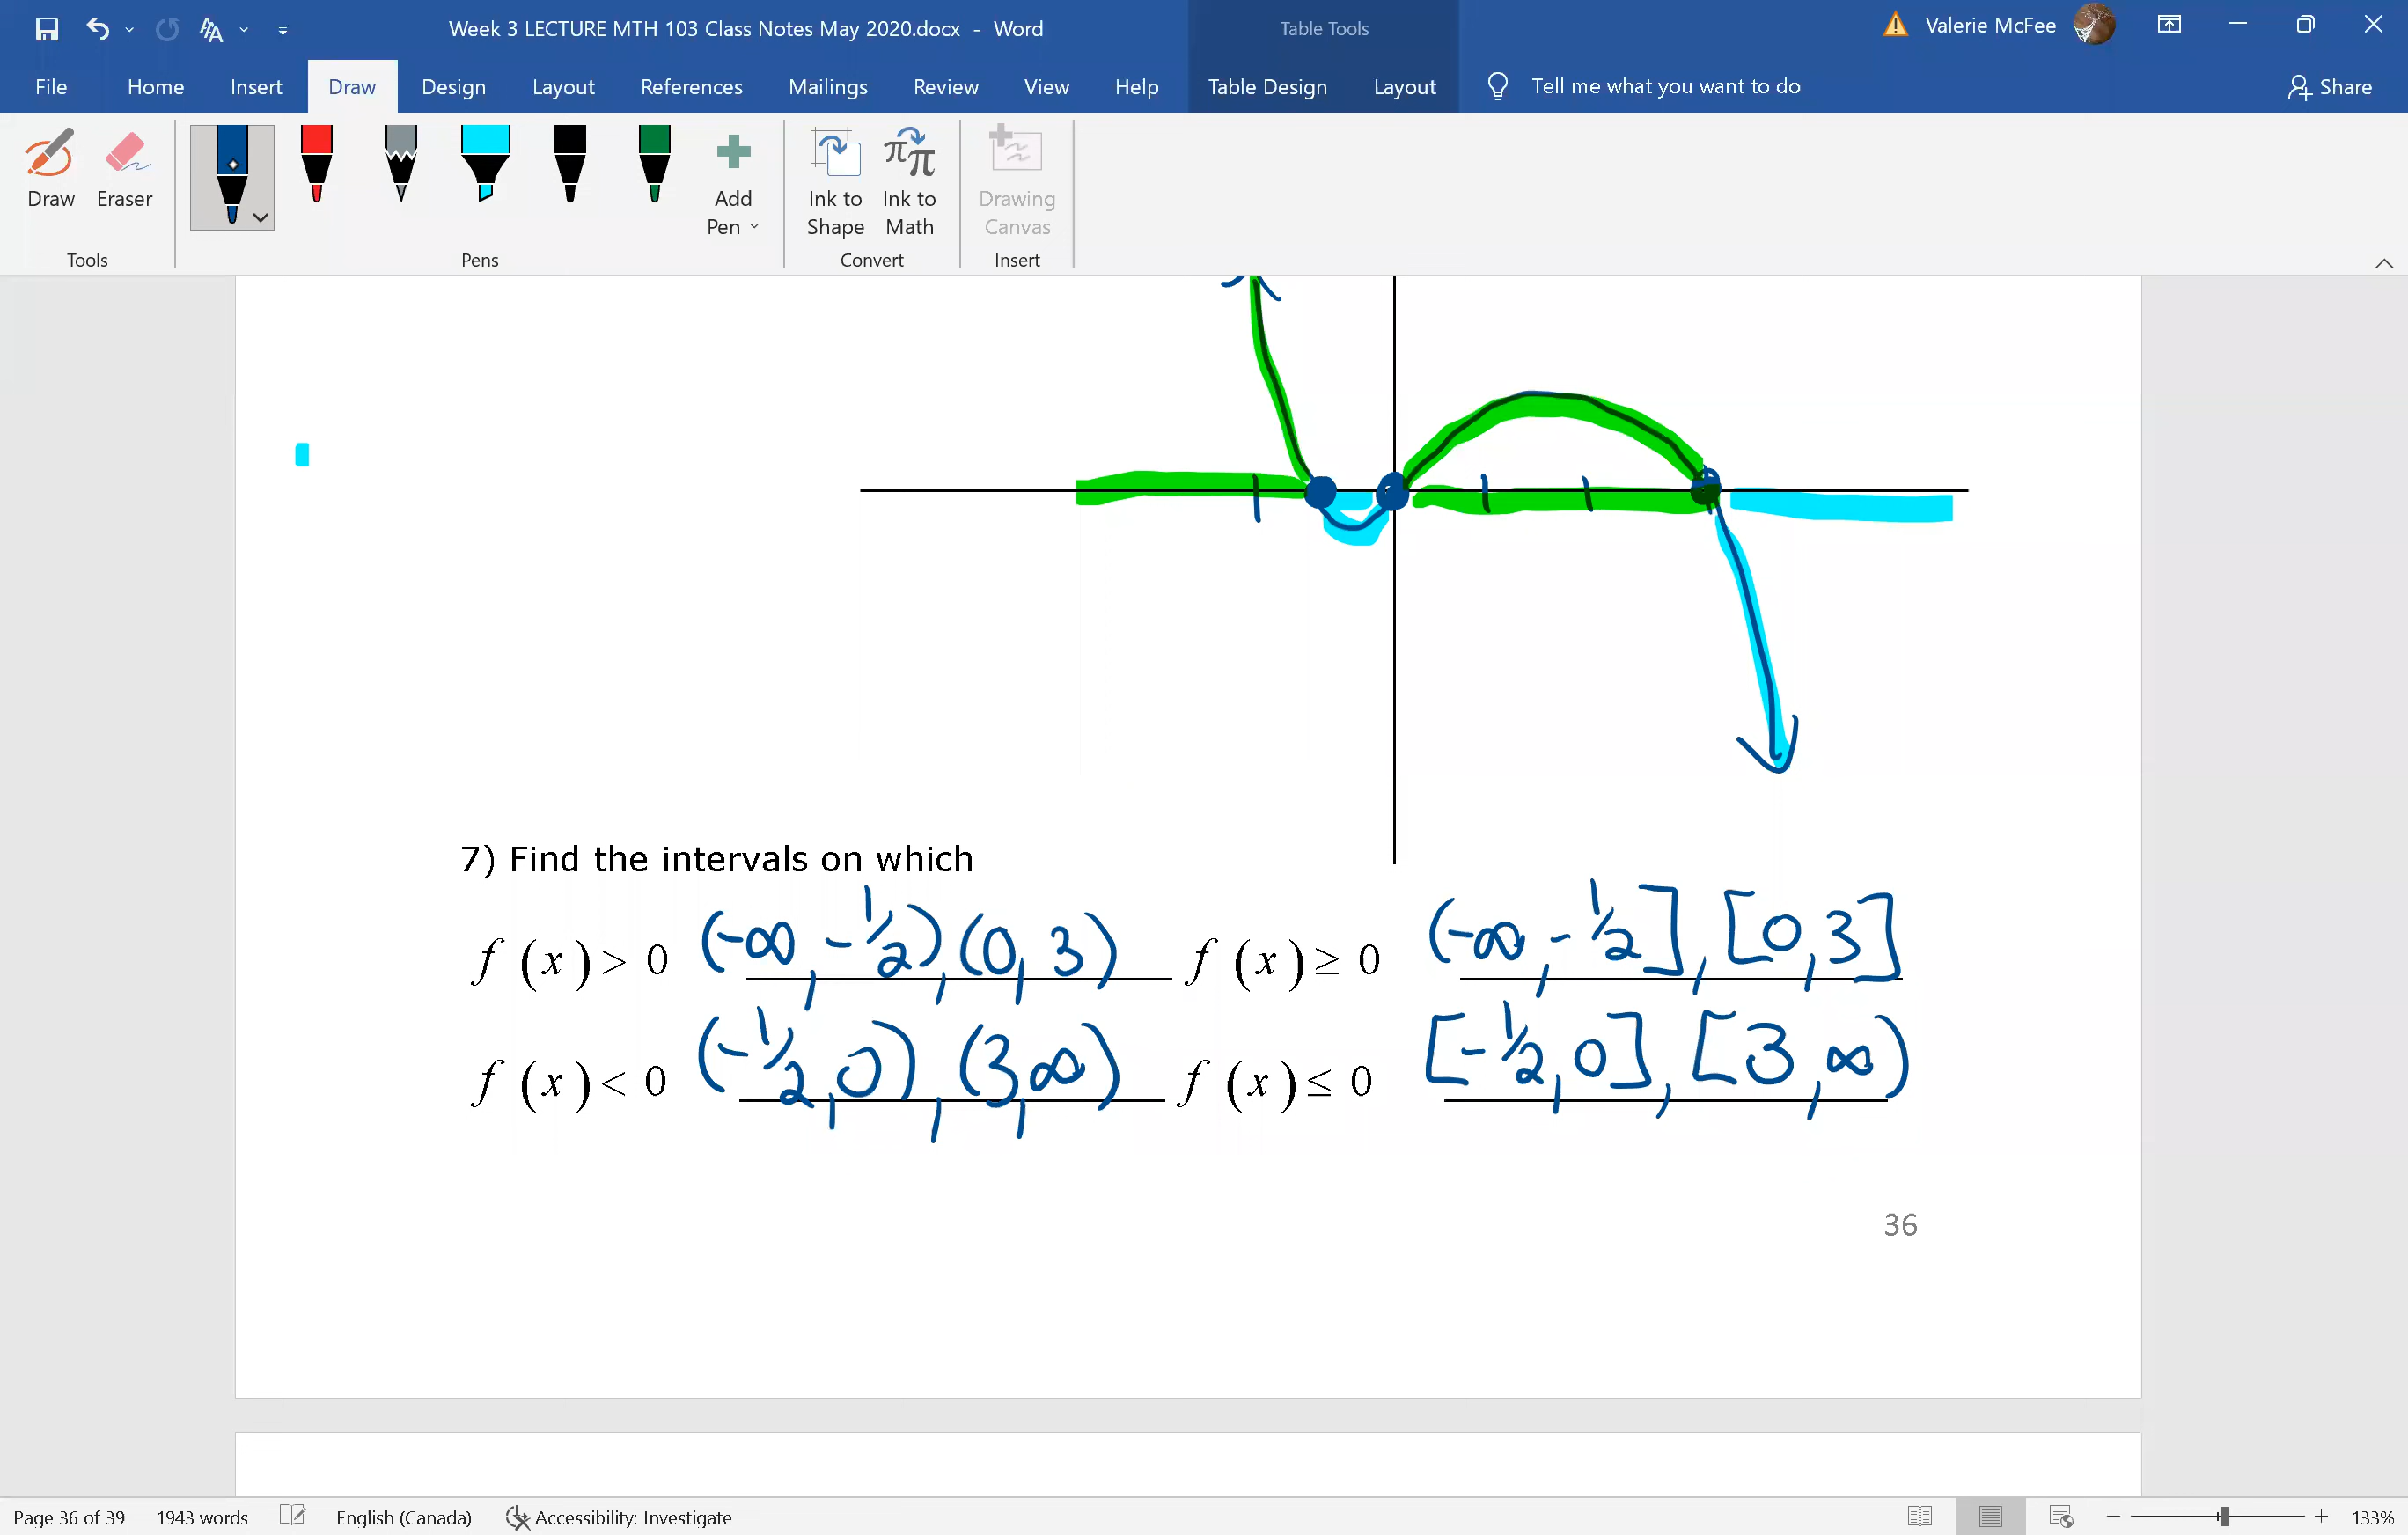 Week 3 LECTURE MTH 103 Class Notes May 2020.docx - Word
Table Tools
Valerie McFee
File Home Insert Draw Design Layout References Mailings Review View Help Table Design Layout Tell me what you want to do Share
Draw Eraser Add Pen Ink to Shape Ink to Math Drawing Canvas
Tools Pens Convert Insert
7) Find the intervals on which
f(x) > 0 (-∞, -1/2), (0, 3) f(x) ≥ 0 (-∞, -1/2], [0, 3]
f(x) < 0 (-1/2, 0), (3, ∞) f(x) ≤ 0 [-1/2, 0], [3, ∞)
36
Page 36 of 39 1943 words English (Canada) Accessibility: Investigate 133%